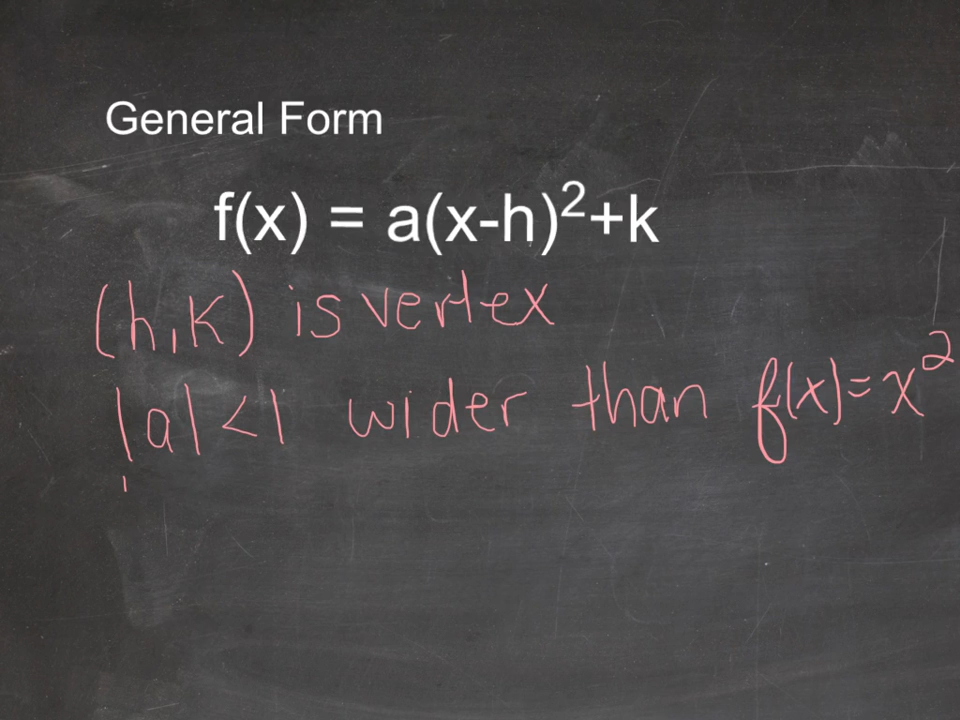 General Form
f(x) = a(x-h)²+k
(h,k) is vertex
|a|<1 wider than f(x)=x²